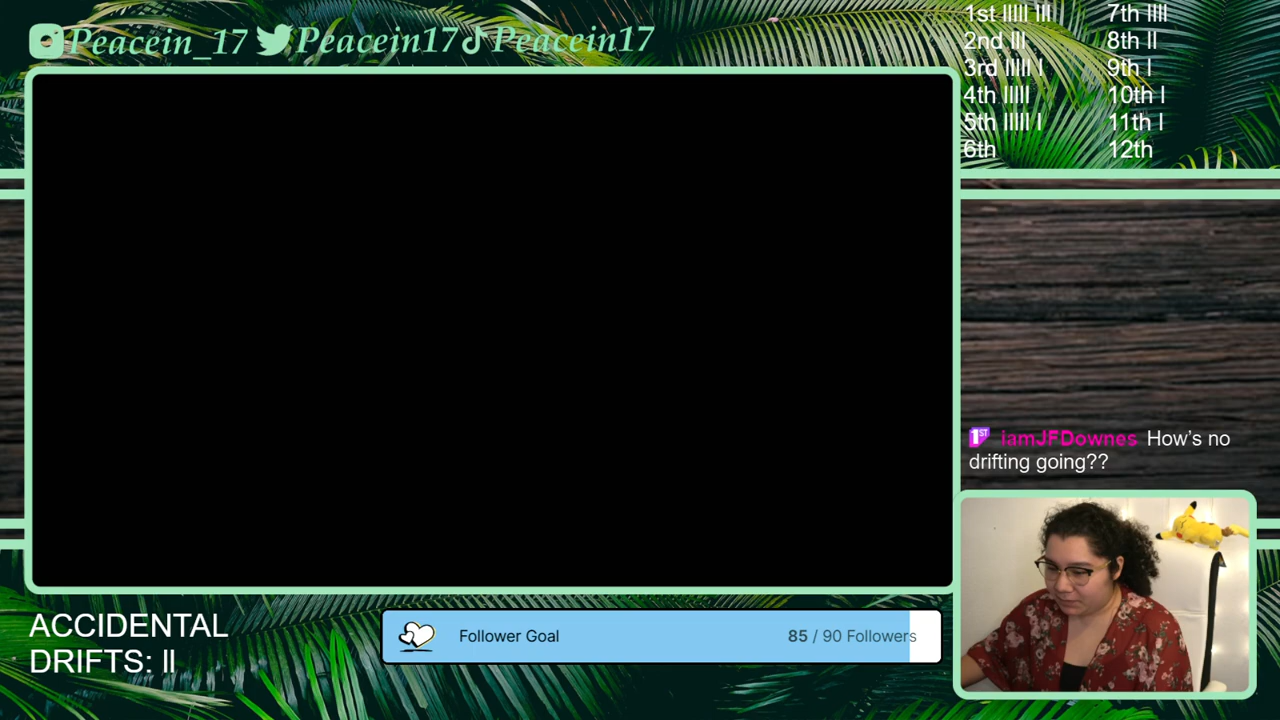 Peacein_17 Peacein17 Peacein17
1st IIIII III 7th IIII
2nd III 8th II
3rd IIIII I 9th I
4th IIIII 10th I
5th IIIII I 11th I
6th 12th
1ST iamJFDownes How's no
drifting going??
ACCIDENTAL
DRIFTS: II
Follower Goal 85 / 90 Followers